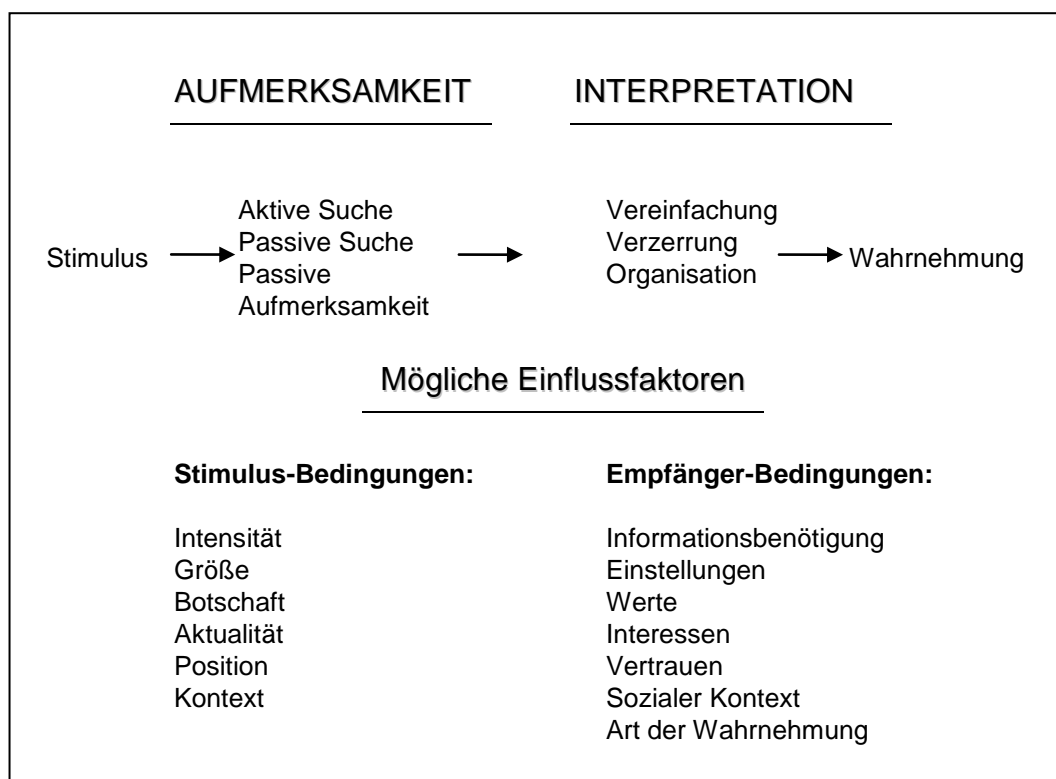 AUFMERKSAMKEIT
INTERPRETATION
Stimulus
Aktive Suche
Passive Suche
Passive
Aufmerksamkeit
Vereinfachung
Verzerrung
Organisation
Wahrnehmung
Mögliche Einflussfaktoren
Stimulus-Bedingungen:
Intensität
Größe
Botschaft
Aktualität
Position
Kontext
Empfänger-Bedingungen:
Informationsbenötigung
Einstellungen
Werte
Interessen
Vertrauen
Sozialer Kontext
Art der Wahrnehmung